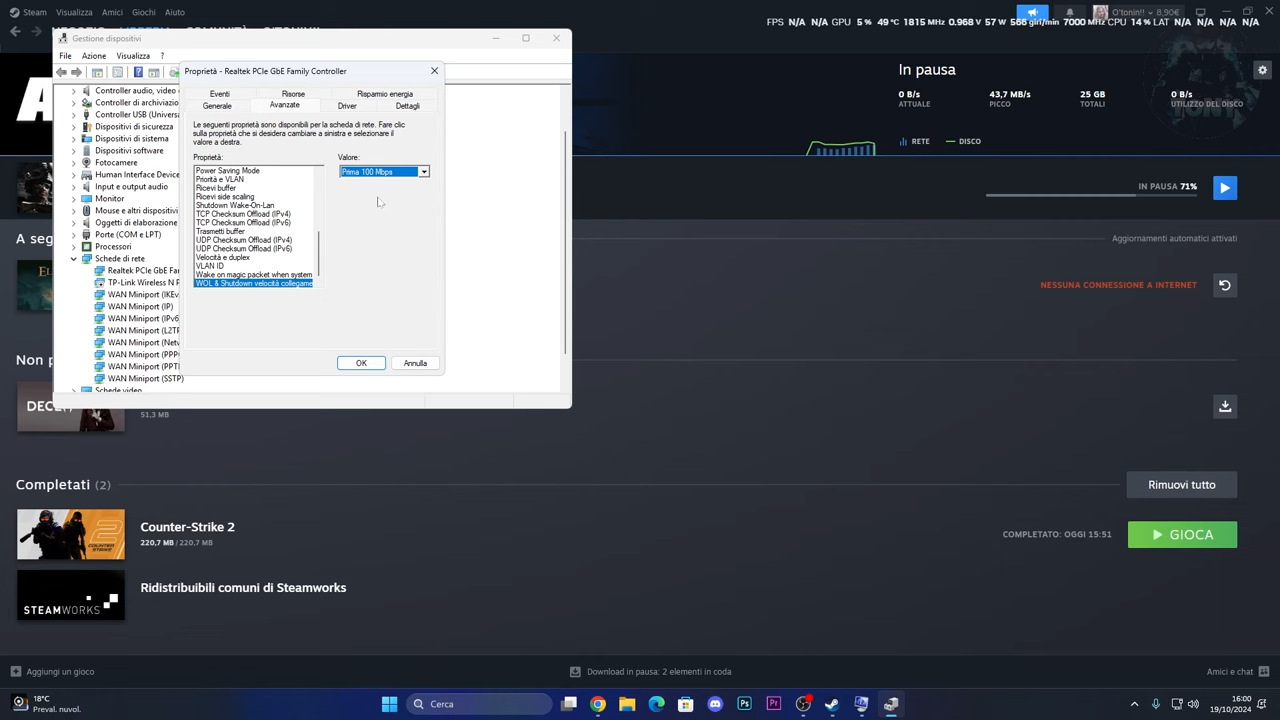 Steam Visualizza Amici Giochi Aiuto
O'tonin!! 8,90€
FPS N/A N/A GPU 5 % 49 °C 1815 MHz 0.968 V 57 W 566 giri/min 7000 MHz CPU 14 % LAT N/A N/A N/A N/A
Gestione dispositivi
File Azione Visualizza ?
Controller audio, video
Controller di archiviazio
Controller USB (Universa
Dispositivi di sicurezza
Dispositivi di sistema
Dispositivi software
Fotocamere
Human Interface Device
Input e output audio
Monitor
Mouse e altri dispositivi
Oggetti di elaborazione
Porte (COM e LPT)
Processori
Schede di rete
Realtek PCIe GbE Fa
TP-Link Wireless N P
WAN Miniport (IKEv
WAN Miniport (IP)
WAN Miniport (IPv6
WAN Miniport (L2TP
WAN Miniport (Netv
WAN Miniport (PPP
WAN Miniport (PPTI
WAN Miniport (SSTP)
Schede video
Proprietà - Realtek PCIe GbE Family Controller
Eventi Risorse Risparmio energia
Generale Avanzate Driver Dettagli
Le seguenti proprietà sono disponibili per la scheda di rete. Fare clic
sulla proprietà che si desidera cambiare a sinistra e selezionare il
valore a destra.
Proprietà: Valore:
Power Saving Mode
Priorità e VLAN
Ricevi buffer
Ricevi side scaling
Shutdown Wake-On-Lan
TCP Checksum Offload (IPv4)
TCP Checksum Offload (IPv6)
Trasmetti buffer
UDP Checksum Offload (IPv4)
UDP Checksum Offload (IPv6)
Velocità e duplex
VLAN ID
Wake on magic packet when system
WOL & Shutdown velocità collegame
Prima 100 Mbps
OK Annulla
In pausa
0 B/s 43,7 MB/s 25 GB 0 B/s
ATTUALE PICCO TOTALI UTILIZZO DEL DISCO
RETE DISCO
IN PAUSA 71%
A seg
Aggiornamenti automatici attivati
NESSUNA CONNESSIONE A INTERNET
Non p
51,3 MB
Completati (2)
Rimuovi tutto
Counter-Strike 2
220,7 MB / 220,7 MB
COMPLETATO: OGGI 15:51
GIOCA
STEAMWORKS
Ridistribuibili comuni di Steamworks
Aggiungi un gioco
Download in pausa: 2 elementi in coda
Amici e chat
18°C
Preval. nuvol.
Cerca
16:00
19/10/2024